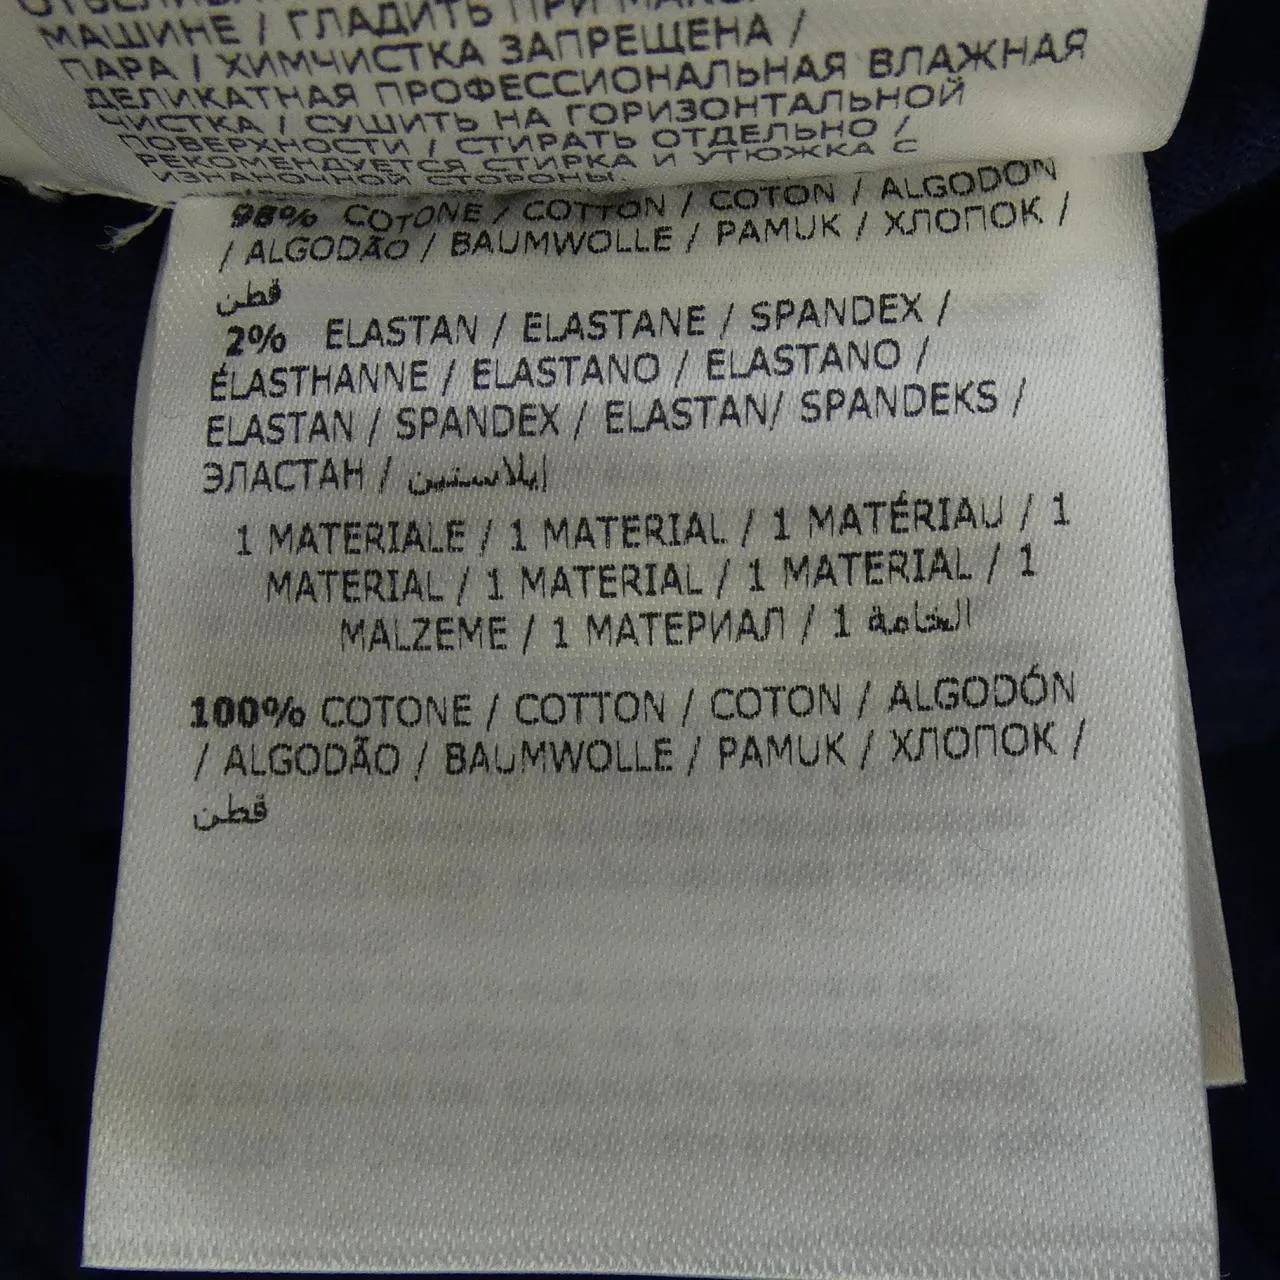 МАШИНЕ / ГЛАДИТЬ ПРИ
ПАРА / ХИМЧИСТКА ЗАПРЕЩЕНА /
ДЕЛИКАТНАЯ ПРОФЕССИОНАЛЬНАЯ ВЛАЖНАЯ
ЧИСТКА / СУШИТЬ НА ГОРИЗОНТАЛЬНОЙ
ПОВЕРХНОСТИ / СТИРАТЬ ОТДЕЛЬНО /
РЕКОМЕНДУЕТСЯ СТИРКА И УТЮЖКА С
ИЗНАНОЧНОЙ СТОРОНЫ.
98% COTONE / COTTON / COTON / ALGODÓN
/ ALGODÃO / BAUMWOLLE / PAMUK / ХЛОПОК /
قطن
2% ELASTAN / ELASTANE / SPANDEX /
ÉLASTHANNE / ELASTANO / ELASTANO /
ELASTAN / SPANDEX / ELASTAN/ SPANDEKS /
ЭЛАСТАН / إيلاستين
1 MATERIALE / 1 MATERIAL / 1 MATÉRIAU / 1
MATERIAL / 1 MATERIAL / 1 MATERIAL / 1
MALZEME / 1 МАТЕРИАЛ / 1 الخامة
100% COTONE / COTTON / COTON / ALGODÓN
/ ALGODÃO / BAUMWOLLE / PAMUK / ХЛОПОК /
قطن